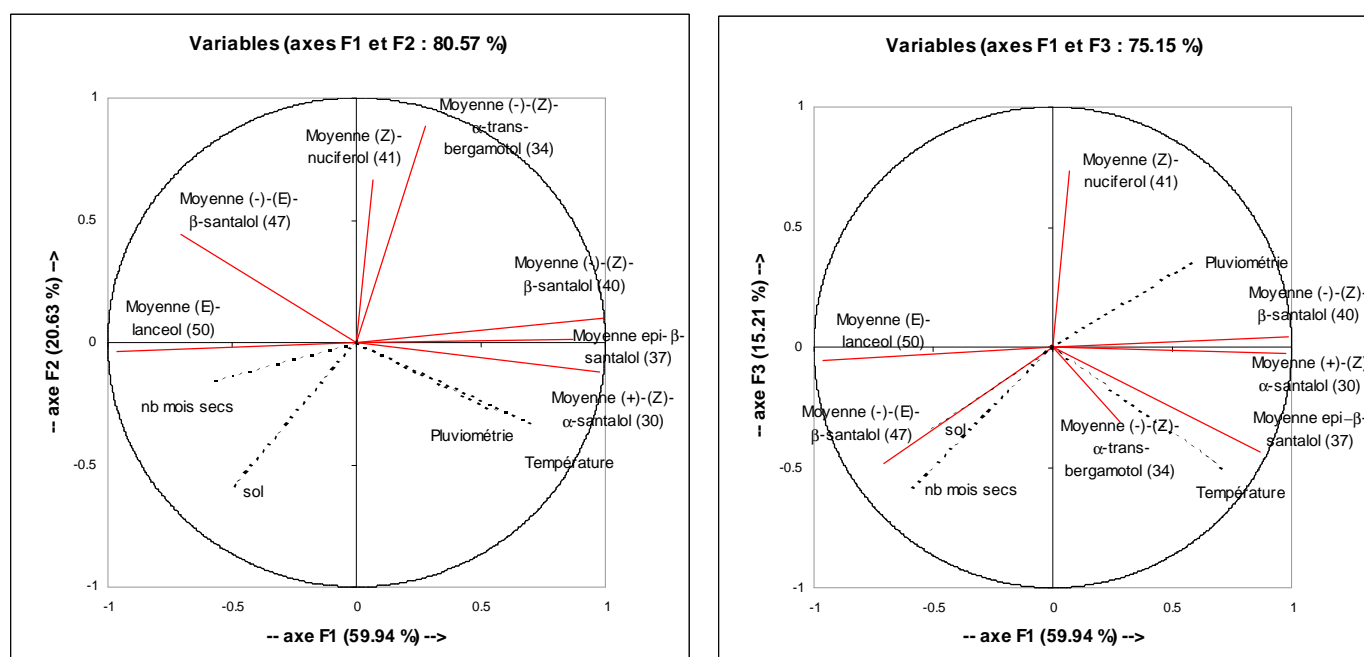 Variables (axes F1 et F2 : 80.57 %)
1
Moyenne (-)-(Z)-
α-trans-
bergamotol (34)
Moyenne (Z)-
nuciferol (41)
Moyenne (-)-(E)-
β-santalol (47)
0.5
Moyenne (-)-(Z)-
β-santalol (40)
Moyenne (E)-
lanceol (50)
0
Moyenne epi-β-
santalol (37)
nb mois secs
Moyenne (+)-(Z)-
α-santalol (30)
Pluviométrie
Température
-0.5
sol
-1
-1
-0.5
0
0.5
1
-- axe F2 (20.63 %) -->
-- axe F1 (59.94 %) -->
Variables (axes F1 et F3 : 75.15 %)
1
Moyenne (Z)-
nuciferol (41)
0.5
Pluviométrie
Moyenne (-)-(Z)-
β-santalol (40)
Moyenne (E)-
lanceol (50)
0
Moyenne (+)-(Z)-
α-santalol (30)
Moyenne (-)-(E)-
β-santalol (47)
sol
Moyenne (-)-(Z)-
α-trans-
bergamotol (34)
Moyenne epi–β-
santalol (37)
-0.5
nb mois secs
Température
-1
-1
-0.5
0
0.5
1
-- axe F3 (15.21 %) -->
-- axe F1 (59.94 %) -->